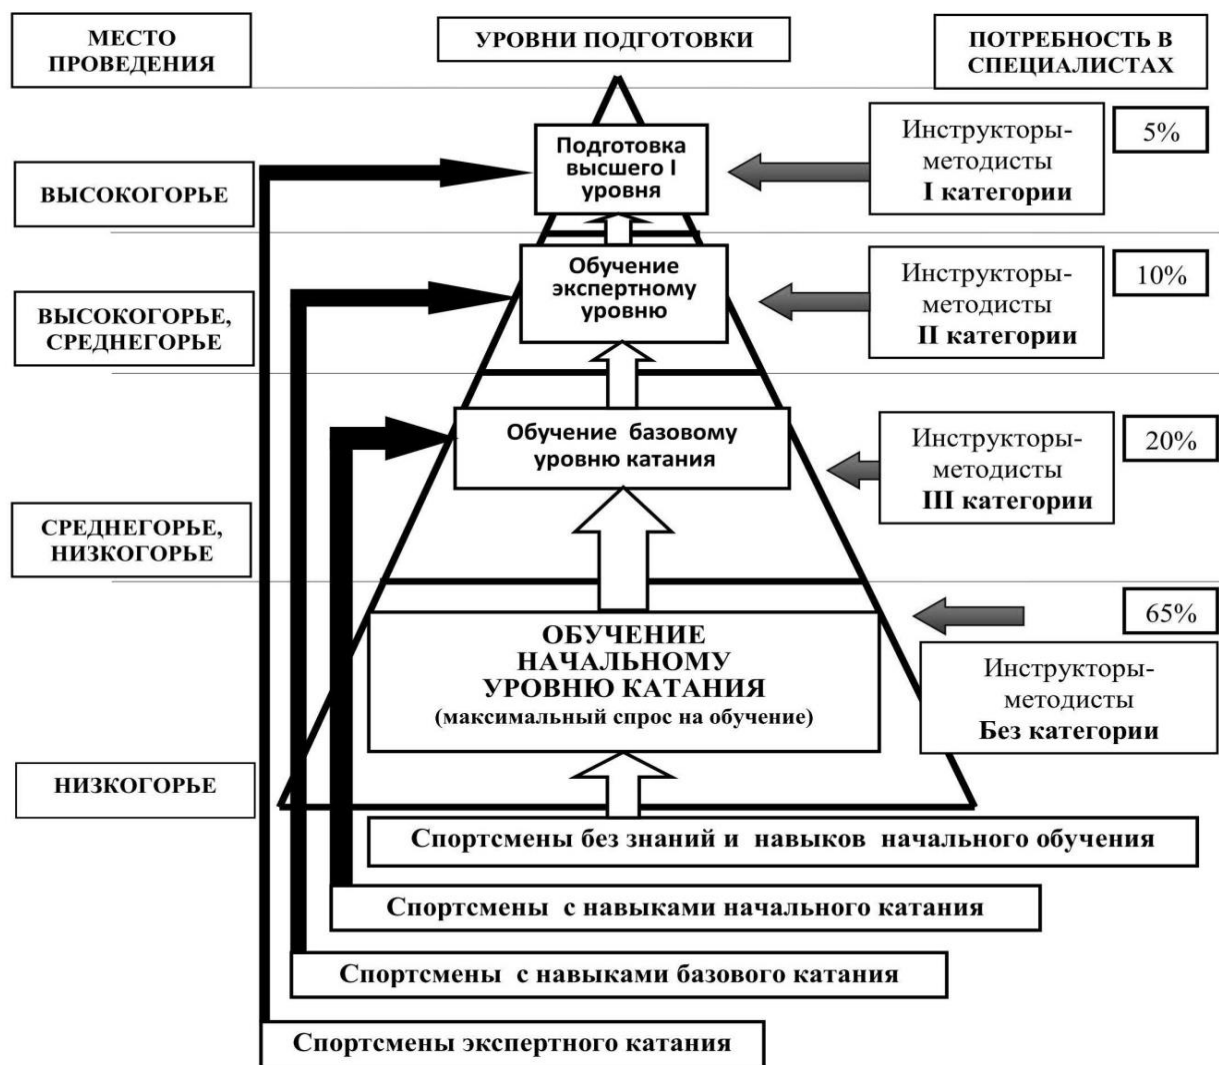 МЕСТО
ПРОВЕДЕНИЯ
УРОВНИ ПОДГОТОВКИ
ПОТРЕБНОСТЬ В
СПЕЦИАЛИСТАХ
ВЫСОКОГОРЬЕ
Подготовка
высшего I
уровня
Инструкторы-
методисты
I категории
5%
ВЫСОКОГОРЬЕ,
СРЕДНЕГОРЬЕ
Обучение
экспертному
уровню
Инструкторы-
методисты
II категории
10%
СРЕДНЕГОРЬЕ,
НИЗКОГОРЬЕ
Обучение базовому
уровню катания
Инструкторы-
методисты
III категории
20%
НИЗКОГОРЬЕ
ОБУЧЕНИЕ
НАЧАЛЬНОМУ
УРОВНЮ КАТАНИЯ
(максимальный спрос на обучение)
65%
Инструкторы-
методисты
Без категории
Спортсмены без знаний и навыков начального обучения
Спортсмены с навыками начального катания
Спортсмены с навыками базового катания
Спортсмены экспертного катания